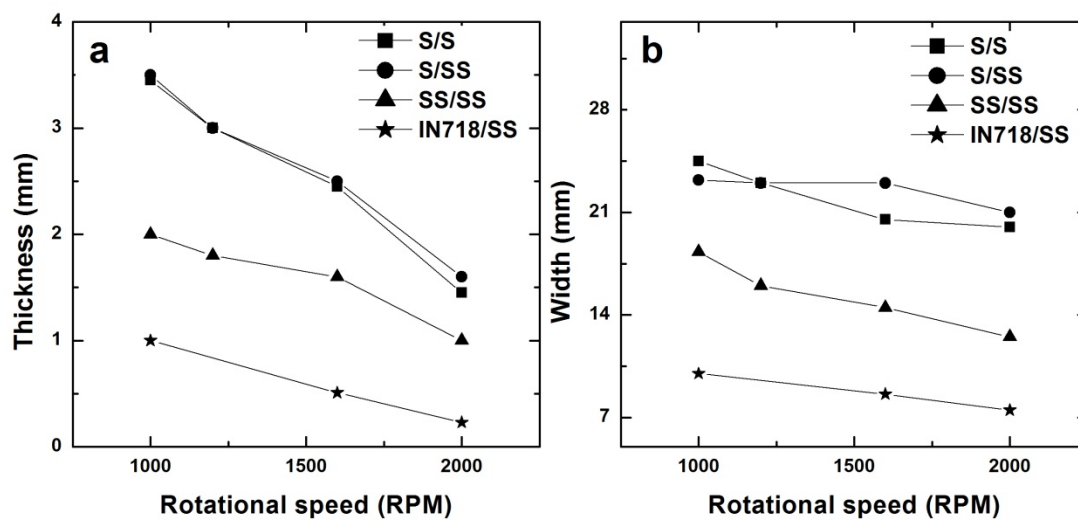 a
S/S
S/SS
SS/SS
IN718/SS
4
3
2
1
0
Thickness (mm)
1000
1500
2000
Rotational speed (RPM)
b
S/S
S/SS
SS/SS
IN718/SS
28
21
14
7
Width (mm)
1000
1500
2000
Rotational speed (RPM)